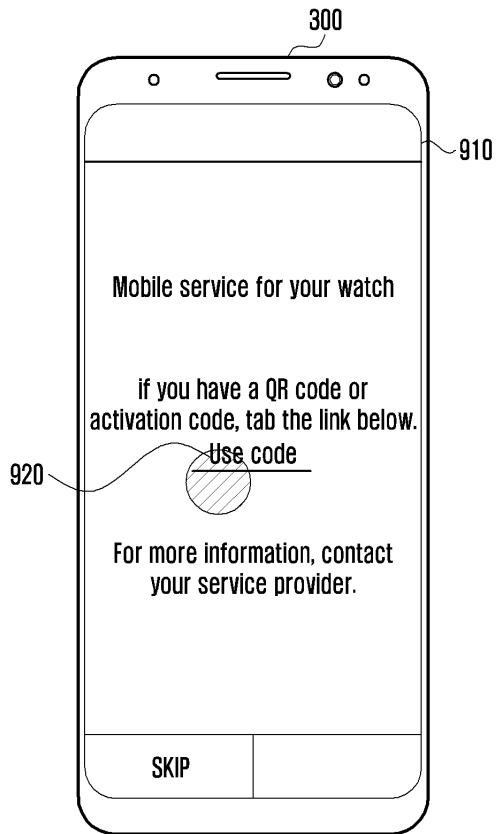 300
910
Mobile service for your watch
if you have a QR code or
activation code, tab the link below.
Use code
920
For more information, contact
your service provider.
SKIP